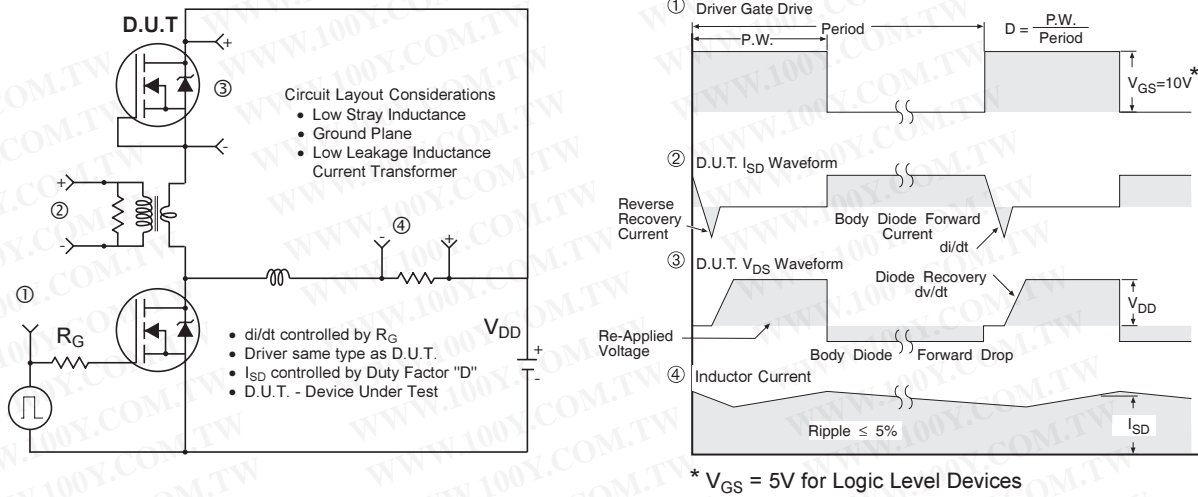 D.U.T
+
③
-
Circuit Layout Considerations
• Low Stray Inductance
• Ground Plane
• Low Leakage Inductance
Current Transformer
+
②
-
④
-
+
①
R_G
V_DD
+
-
• di/dt controlled by R_G
• Driver same type as D.U.T.
• I_SD controlled by Duty Factor "D"
• D.U.T. - Device Under Test
① Driver Gate Drive
P.W.
Period
D = P.W. / Period
V_GS=10V *
② D.U.T. I_SD Waveform
Reverse
Recovery
Current
Body Diode Forward
Current
di/dt
③ D.U.T. V_DS Waveform
Diode Recovery
dv/dt
V_DD
Re-Applied
Voltage
Body Diode Forward Drop
④ Inductor Current
Ripple ≤ 5%
I_SD
* V_GS = 5V for Logic Level Devices
WWW.100Y.COM.TW